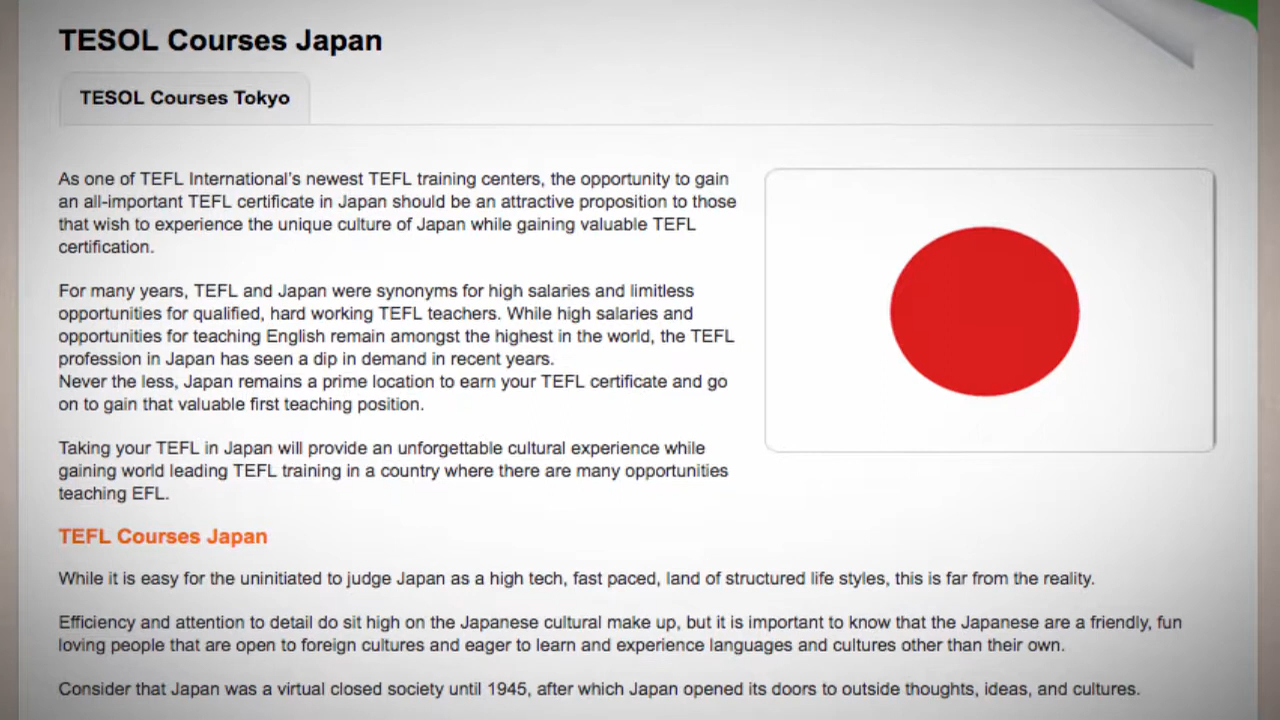 TESOL Courses Japan
TESOL Courses Tokyo
As one of TEFL International's newest TEFL training centers, the opportunity to gain
an all-important TEFL certificate in Japan should be an attractive proposition to those
that wish to experience the unique culture of Japan while gaining valuable TEFL
certification.
For many years, TEFL and Japan were synonyms for high salaries and limitless
opportunities for qualified, hard working TEFL teachers. While high salaries and
opportunities for teaching English remain amongst the highest in the world, the TEFL
profession in Japan has seen a dip in demand in recent years.
Never the less, Japan remains a prime location to earn your TEFL certificate and go
on to gain that valuable first teaching position.
Taking your TEFL in Japan will provide an unforgettable cultural experience while
gaining world leading TEFL training in a country where there are many opportunities
teaching EFL.
TEFL Courses Japan
While it is easy for the uninitiated to judge Japan as a high tech, fast paced, land of structured life styles, this is far from the reality.
Efficiency and attention to detail do sit high on the Japanese cultural make up, but it is important to know that the Japanese are a friendly, fun
loving people that are open to foreign cultures and eager to learn and experience languages and cultures other than their own.
Consider that Japan was a virtual closed society until 1945, after which Japan opened its doors to outside thoughts, ideas, and cultures.